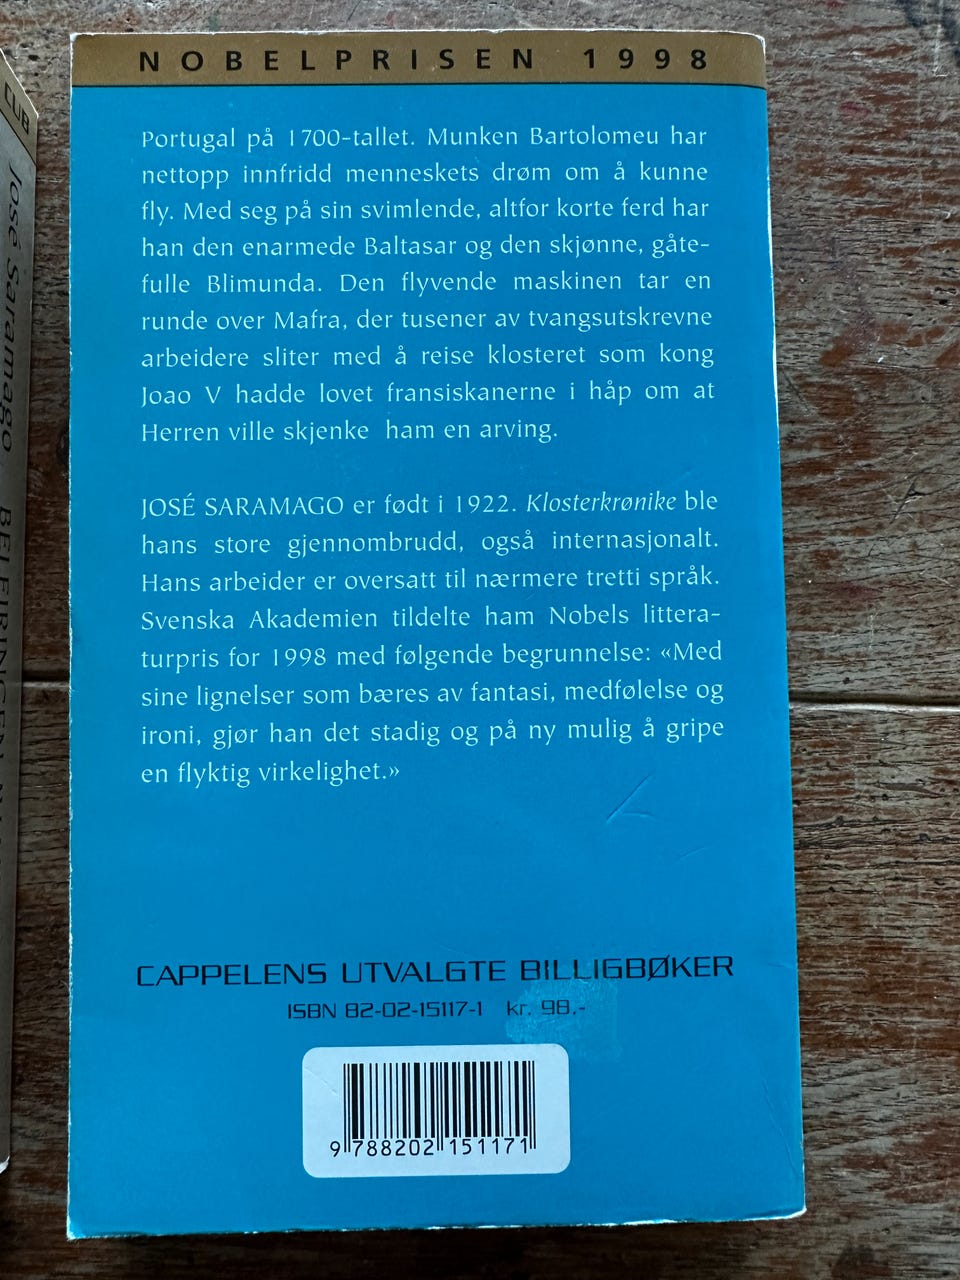 NOBELPRISEN 1998
Portugal på 1700-tallet. Munken Bartolomeu har
nettopp innfridd menneskets drøm om å kunne
fly. Med seg på sin svimlende, altfor korte ferd har
han den enarmede Baltasar og den skjønne, gåte-
fulle Blimunda. Den flyvende maskinen tar en
runde over Mafra, der tusener av tvangsutskrevne
arbeidere sliter med å reise klosteret som kong
Joao V hadde lovet fransiskanerne i håp om at
Herren ville skjenke ham en arving.
JOSÉ SARAMAGO er født i 1922. Klosterkrønike ble
hans store gjennombrudd, også internasjonalt.
Hans arbeider er oversatt til nærmere tretti språk.
Svenska Akademien tildelte ham Nobels littera-
turpris for 1998 med følgende begrunnelse: «Med
sine lignelser som bæres av fantasi, medfølelse og
ironi, gjør han det stadig og på ny mulig å gripe
en flyktig virkelighet.»
CAPPELENS UTVALGTE BILLIGBØKER
ISBN 82-02-15117-1 kr. 98,-
9 788202 151171
CUB
José Saramago
BELEIRINGEN